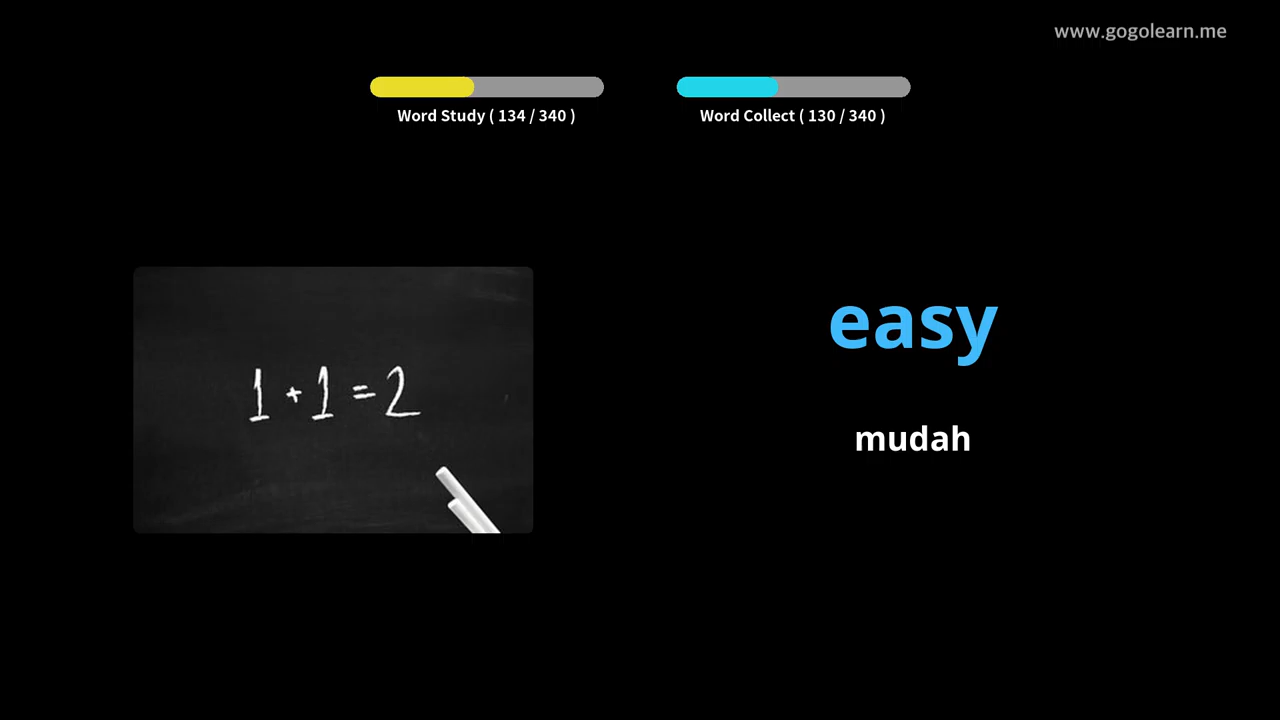 www.gogolearn.me
Word Study ( 134 / 340 )
Word Collect ( 130 / 340 )
1 + 1 = 2
easy
mudah